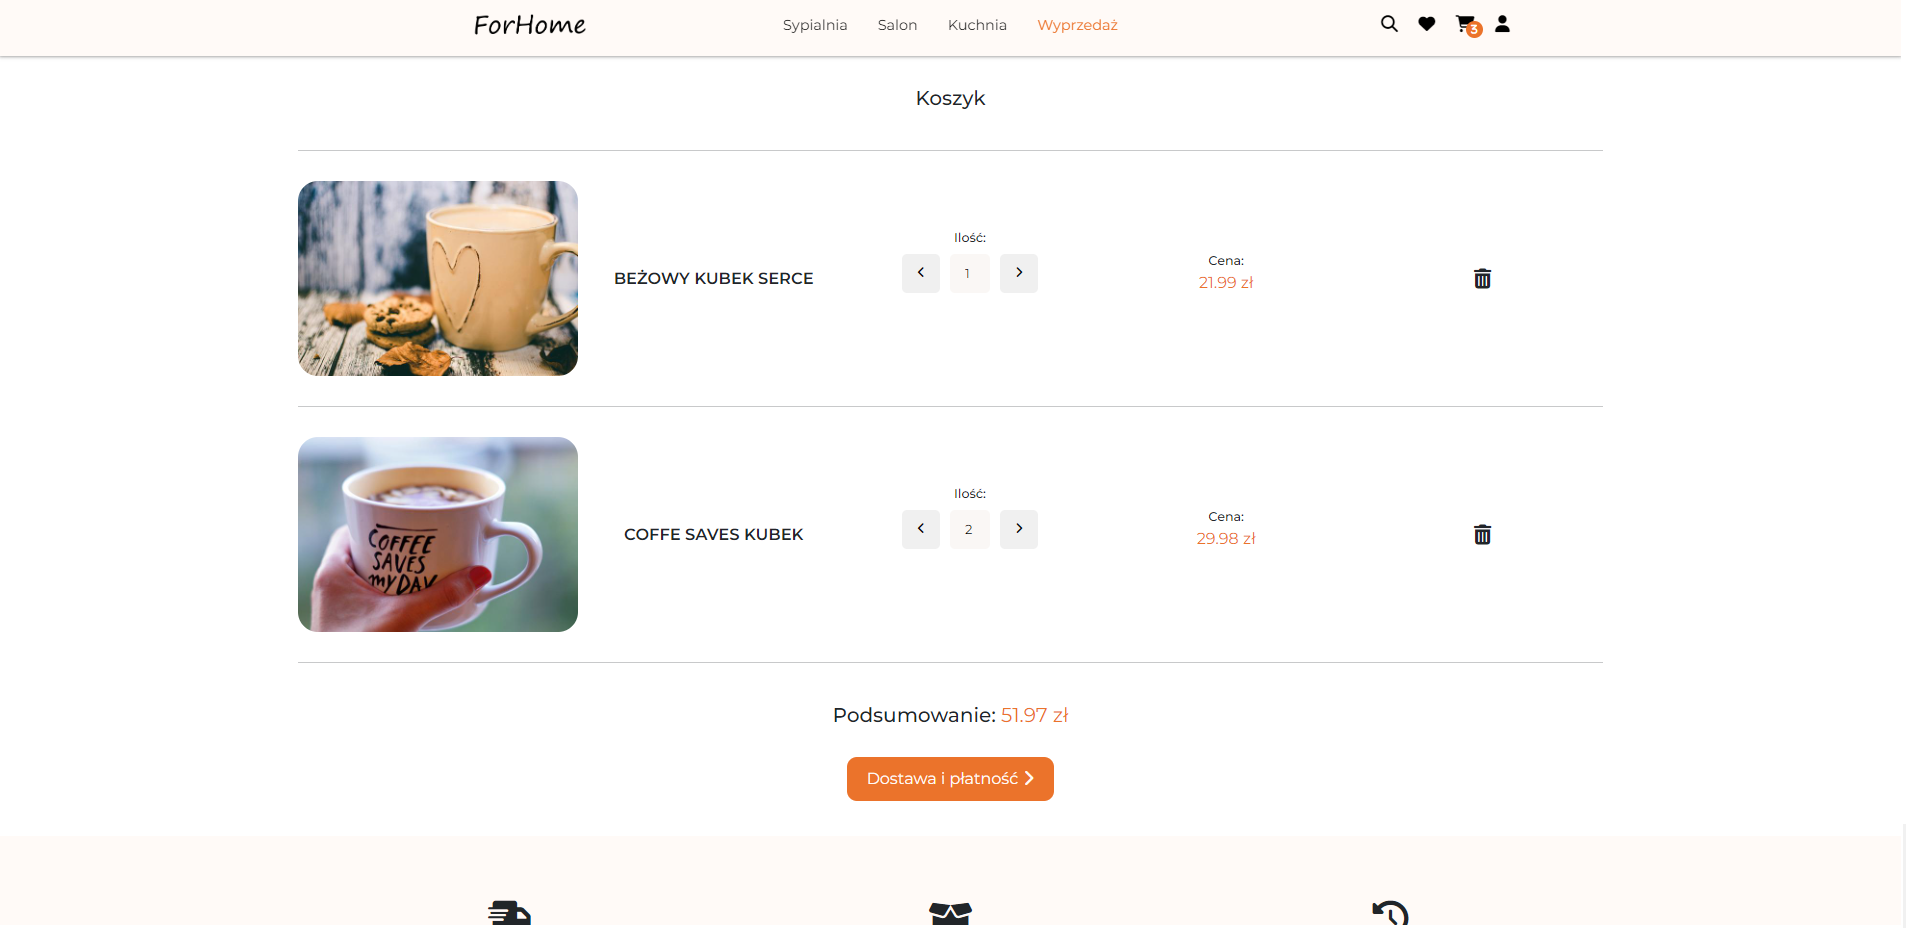 ForHome
Sypialnia Salon Kuchnia Wyprzedaż
3
Koszyk
BEŻOWY KUBEK SERCE
Ilość:
1
Cena:
21.99 zł
COFFEE
SAVES
MY DAY
COFFE SAVES KUBEK
Ilość:
2
Cena:
29.98 zł
Podsumowanie: 51.97 zł
Dostawa i płatność